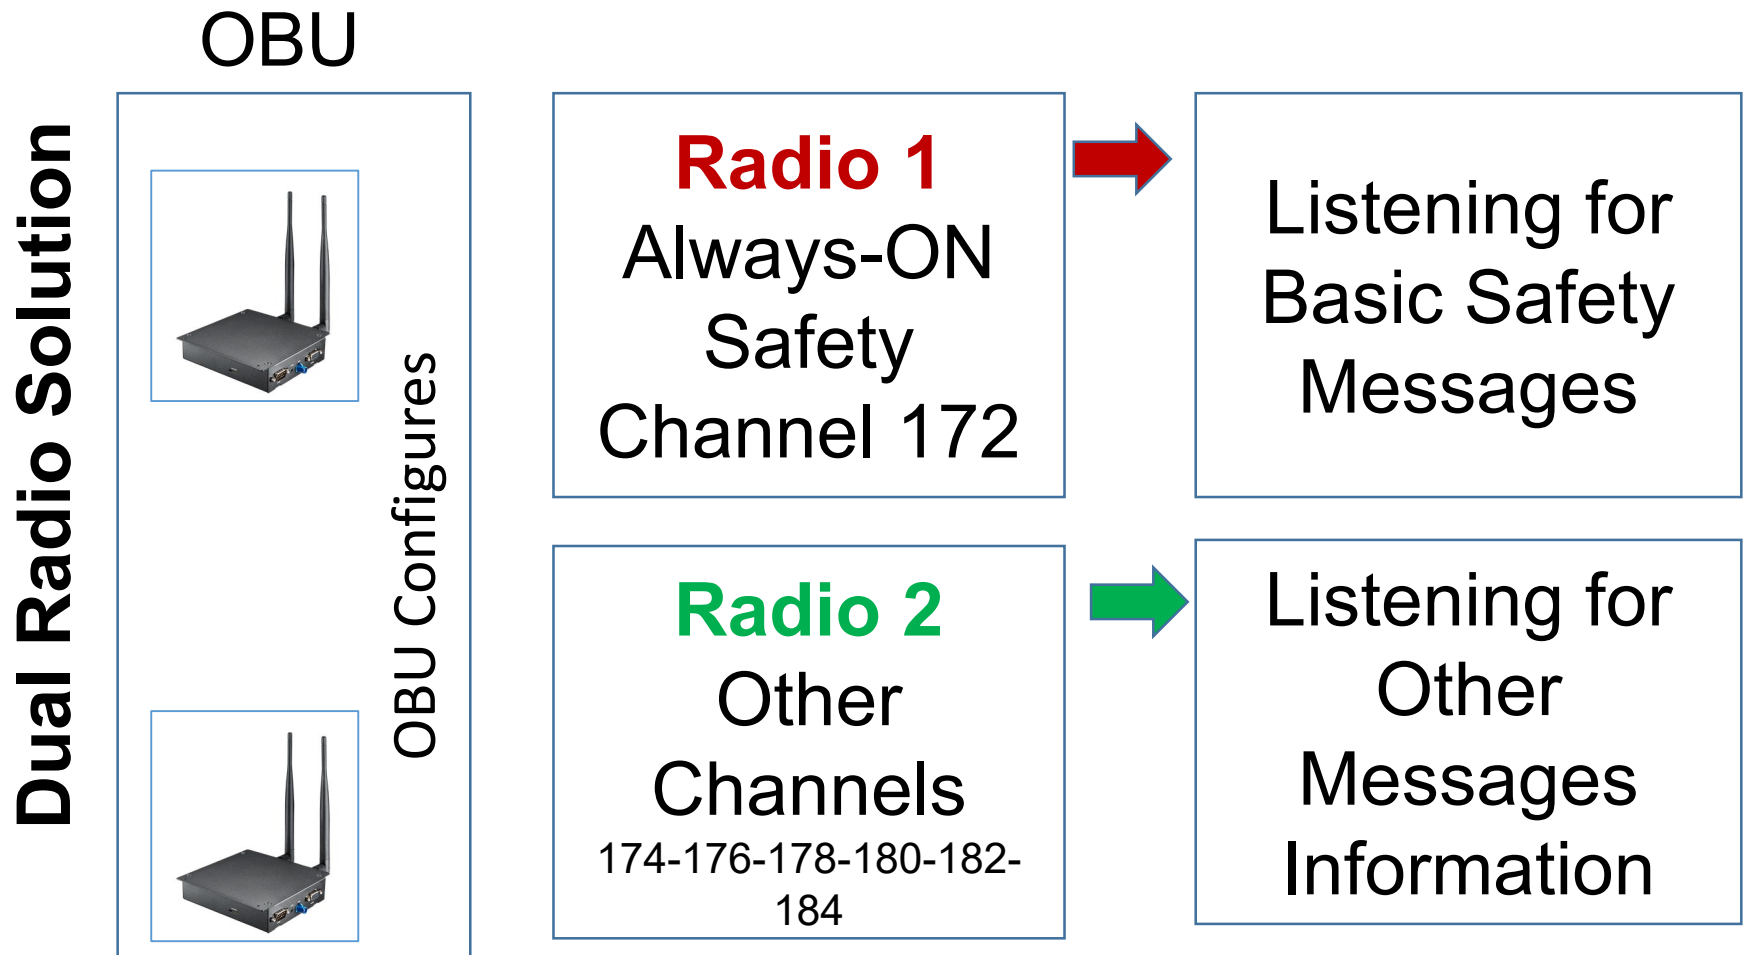 OBU
Dual Radio Solution
OBU Configures
Radio 1
Always-ON
Safety
Channel 172
Listening for
Basic Safety
Messages
Radio 2
Other
Channels
174-176-178-180-182-
184
Listening for
Other
Messages
Information